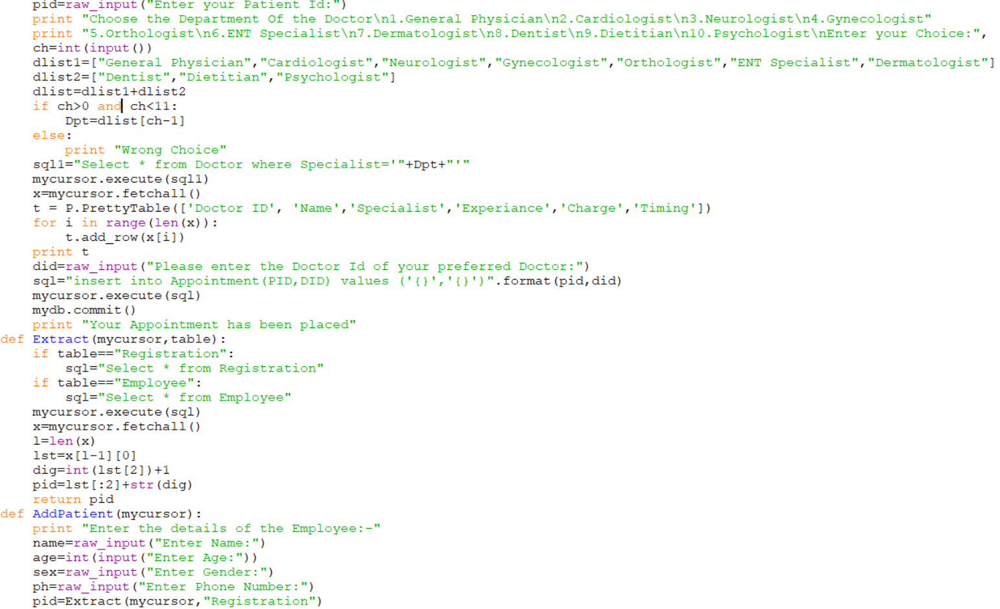 pid=raw_input("Enter your Patient Id:")
    print "Choose the Department Of the Doctor\n1.General Physician\n2.Cardiologist\n3.Neurologist\n4.Gynecologist"
    print "5.Orthologist\n6.ENT Specialist\n7.Dermatologist\n8.Dentist\n9.Dietitian\n10.Psychologist\nEnter your Choice:",
    ch=int(input())
    dlist1=["General Physician","Cardiologist","Neurologist","Gynecologist","Orthologist","ENT Specialist","Dermatologist"]
    dlist2=["Dentist","Dietitian","Psychologist"]
    dlist=dlist1+dlist2
    if ch>0 and ch<11:
        Dpt=dlist[ch-1]
    else:
        print "Wrong Choice"
    sql1="Select * from Doctor where Specialist='"+Dpt+"'"
    mycursor.execute(sql1)
    x=mycursor.fetchall()
    t = P.PrettyTable(['Doctor ID', 'Name','Specialist','Experiance','Charge','Timing'])
    for i in range(len(x)):
        t.add_row(x[i])
    print t
    did=raw_input("Please enter the Doctor Id of your preferred Doctor:")
    sql="insert into Appointment(PID,DID) values ('{}','{}')".format(pid,did)
    mycursor.execute(sql)
    mydb.commit()
    print "Your Appointment has been placed"
def Extract(mycursor,table):
    if table=="Registration":
        sql="Select * from Registration"
    if table=="Employee":
        sql="Select * from Employee"
    mycursor.execute(sql)
    x=mycursor.fetchall()
    l=len(x)
    lst=x[l-1][0]
    dig=int(lst[2])+1
    pid=lst[:2]+str(dig)
    return pid
def AddPatient(mycursor):
    print "Enter the details of the Employee:-"
    name=raw_input("Enter Name:")
    age=int(input("Enter Age:"))
    sex=raw_input("Enter Gender:")
    ph=raw_input("Enter Phone Number:")
    pid=Extract(mycursor,"Registration")